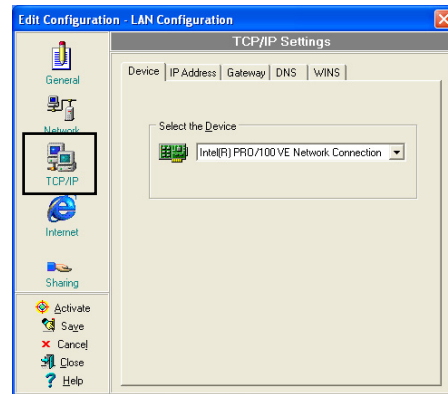 Edit Configuration - LAN Configuration
TCP/IP Settings
General
Network
TCP/IP
Internet
Sharing
Activate
Save
Cancel
Close
Help
Device
IP Address
Gateway
DNS
WINS
Select the Device
Intel(R) PRO/100 VE Network Connection